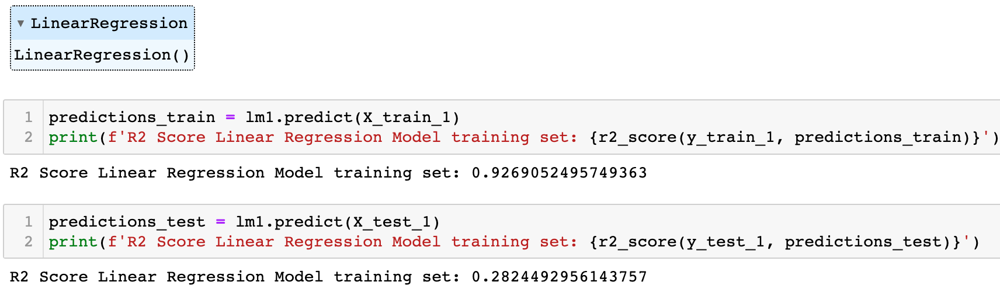 ▼ LinearRegression
LinearRegression()
1 predictions_train = lm1.predict(X_train_1)
2 print(f'R2 Score Linear Regression Model training set: {r2_score(y_train_1, predictions_train)}')
R2 Score Linear Regression Model training set: 0.9269052495749363
1 predictions_test = lm1.predict(X_test_1)
2 print(f'R2 Score Linear Regression Model training set: {r2_score(y_test_1, predictions_test)}')
R2 Score Linear Regression Model training set: 0.2824492956143757